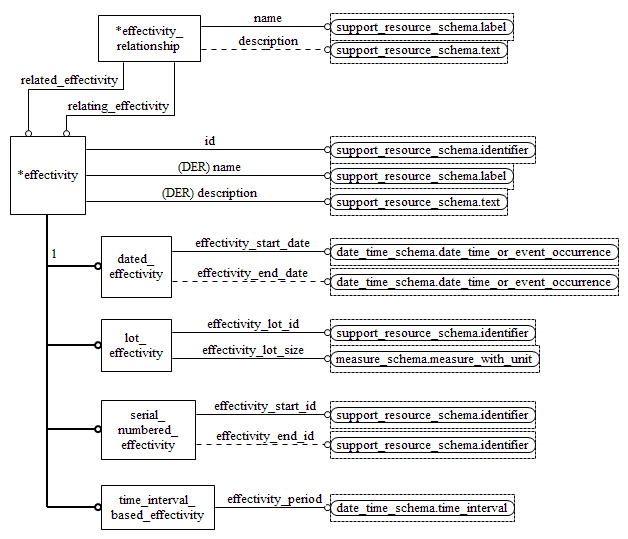 name
*effectivity_
relationship
support_resource_schema.label
description
support_resource_schema.text
related_effectivity
relating_effectivity
*effectivity
id
support_resource_schema.identifier
(DER) name
support_resource_schema.label
(DER) description
support_resource_schema.text
1
dated_
effectivity
effectivity_start_date
date_time_schema.date_time_or_event_occurrence
effectivity_end_date
date_time_schema.date_time_or_event_occurrence
lot_
effectivity
effectivity_lot_id
support_resource_schema.identifier
effectivity_lot_size
measure_schema.measure_with_unit
serial_
numbered_
effectivity
effectivity_start_id
support_resource_schema.identifier
effectivity_end_id
support_resource_schema.identifier
time_interval_
based_effectivity
effectivity_period
date_time_schema.time_interval